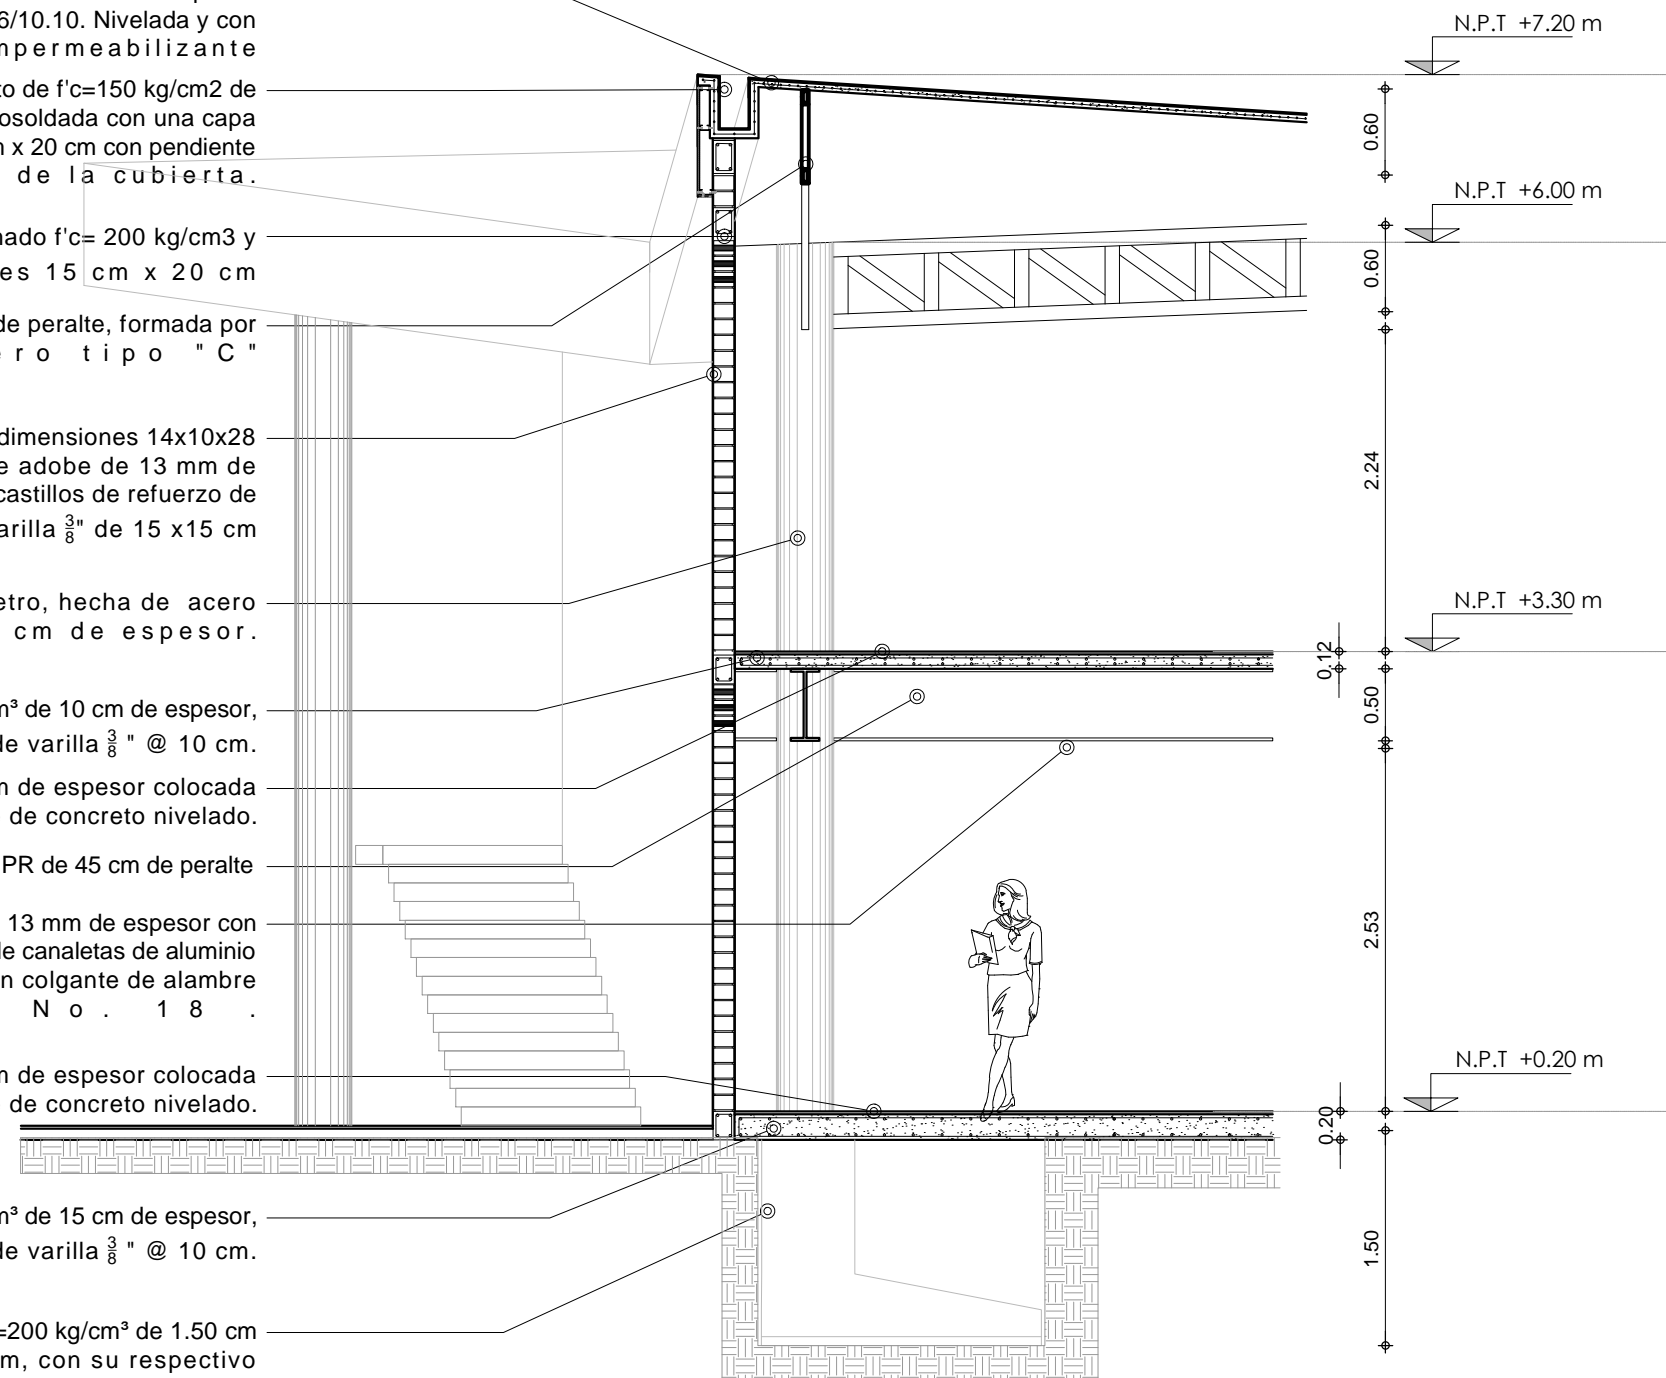 6/10.10. Nivelada y con
mpermeabilizante
to de f'c=150 kg/cm2 de
osoldada con una capa
x 20 cm con pendiente
de la cubierta.
nado f'c= 200 kg/cm3 y
es 15 cm x 20 cm
de peralte, formada por
ero tipo "C"
dimensiones 14x10x28
e adobe de 13 mm de
castillos de refuerzo de
arilla 3/8" de 15 x15 cm
etro, hecha de acero
cm de espesor.
m³ de 10 cm de espesor,
de varilla 3/8 " @ 10 cm.
m de espesor colocada
de concreto nivelado.
PR de 45 cm de peralte
13 mm de espesor con
de canaletas de aluminio
n colgante de alambre
No. 18.
m de espesor colocada
de concreto nivelado.
m³ de 15 cm de espesor,
de varilla 3/8 " @ 10 cm.
=200 kg/cm³ de 1.50 cm
m, con su respectivo
N.P.T +7.20 m
0.60
N.P.T +6.00 m
0.60
2.24
N.P.T +3.30 m
0.12
0.50
2.53
N.P.T +0.20 m
0.20
1.50